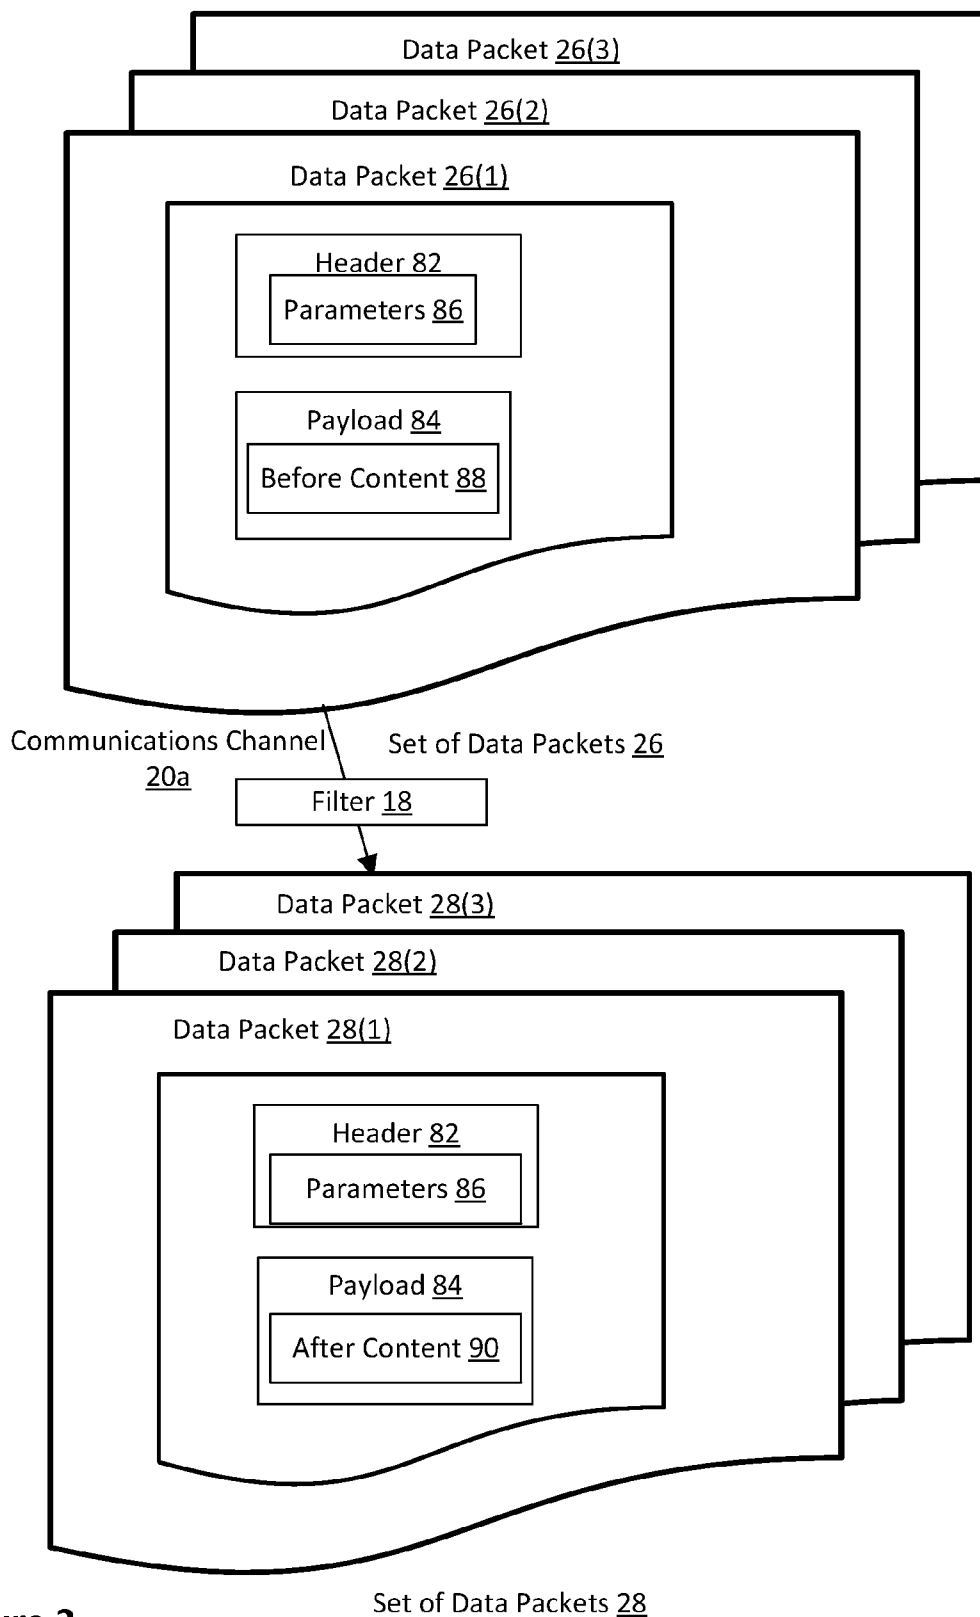 Data Packet 26(3)
Data Packet 26(2)
Data Packet 26(1)
Header 82
Parameters 86
Payload 84
Before Content 88
Communications Channel
20a
Set of Data Packets 26
Filter 18
Data Packet 28(3)
Data Packet 28(2)
Data Packet 28(1)
Header 82
Parameters 86
Payload 84
After Content 90
Set of Data Packets 28